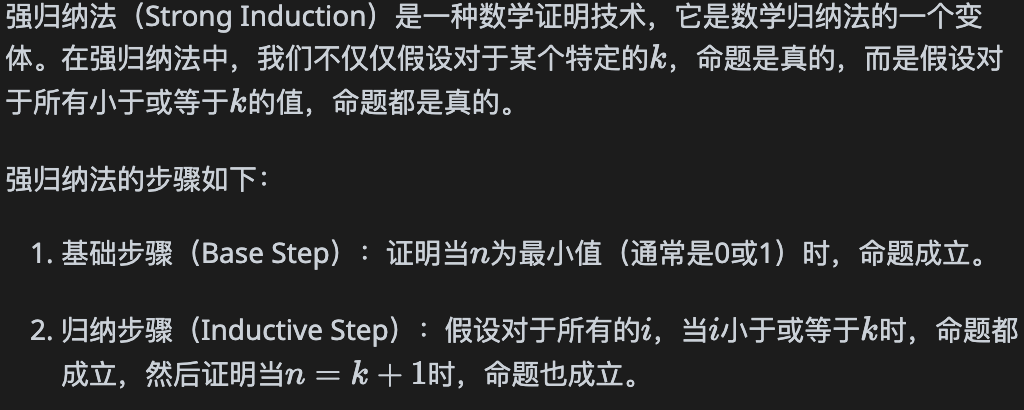 强归纳法（Strong Induction）是一种数学证明技术，它是数学归纳法的一个变
体。在强归纳法中，我们不仅仅假设对于某个特定的k，命题是真的，而是假设对
于所有小于或等于k的值，命题都是真的。
强归纳法的步骤如下：
1. 基础步骤（Base Step）：证明当n为最小值（通常是0或1）时，命题成立。
2. 归纳步骤（Inductive Step）：假设对于所有的i，当i小于或等于k时，命题都
成立，然后证明当n = k + 1时，命题也成立。